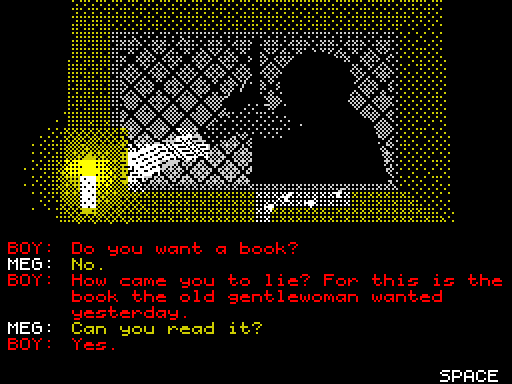 BOY: Do you want a book?
MEG: No.
BOY: How came you to lie? For this is the
book the old gentlewoman wanted
yesterday.
MEG: Can you read it?
BOY: Yes.
SPACE